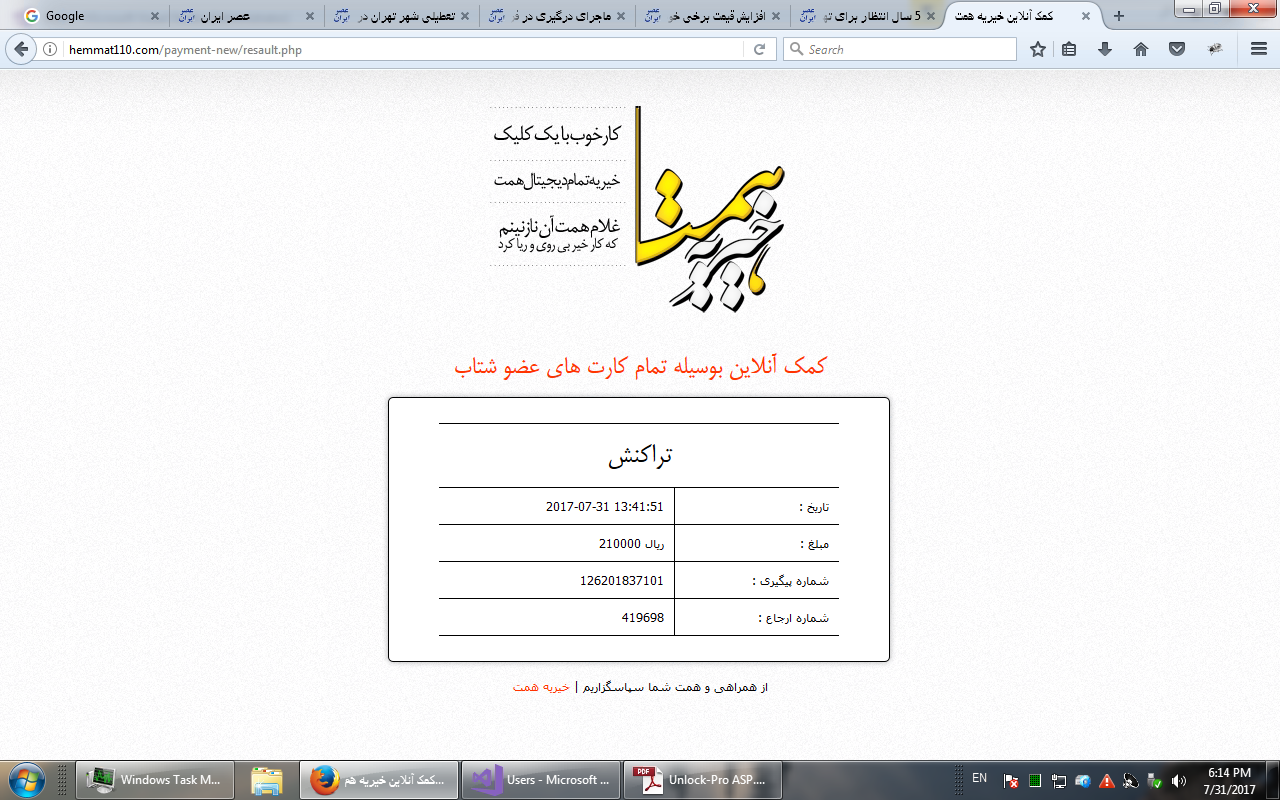 Google
عصر ایران
تعطیلی شهر تهران در
ماجرای درگیری در فر
افزایش قیمت برخی خو
5 سال انتظار برای ته
کمک آنلاین خیریه همت
hemmat110.com/payment-new/resault.php
Search
کار خوب با یک کلیک
خیریه تمام دیجیتال همت
غلام همت آن نازنینم
که کار خیر بی روی و ریا کرد
خیریه همت
کمک آنلاین بوسیله تمام کارت های عضو شتاب
تراکنش
تاریخ : 2017-07-31 13:41:51
مبلغ : 210000 ریال
شماره پیگیری : 126201837101
شماره ارجاع : 419698
از همراهی و همت شما سپاسگزاریم | خیریه همت
Windows Task M...
کمک آنلاین خیریه هم...
Users - Microsoft ...
Unlock-Pro ASP....
EN
6:14 PM
7/31/2017